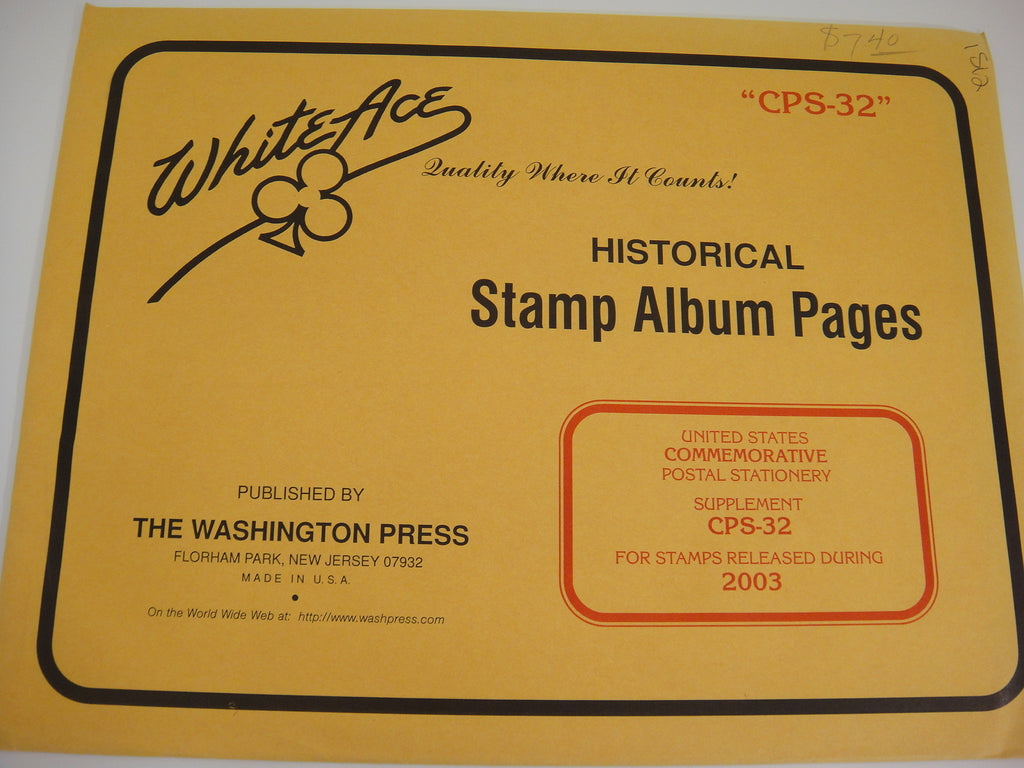 $7.40
"CPS-32"
WhiteAce
Quality Where It Counts!
HISTORICAL
Stamp Album Pages
UNITED STATES
COMMEMORATIVE
POSTAL STATIONERY
SUPPLEMENT
CPS-32
FOR STAMPS RELEASED DURING
2003
PUBLISHED BY
THE WASHINGTON PRESS
FLORHAM PARK, NEW JERSEY 07932
MADE IN U.S.A.
On the World Wide Web at: http://www.washpress.com